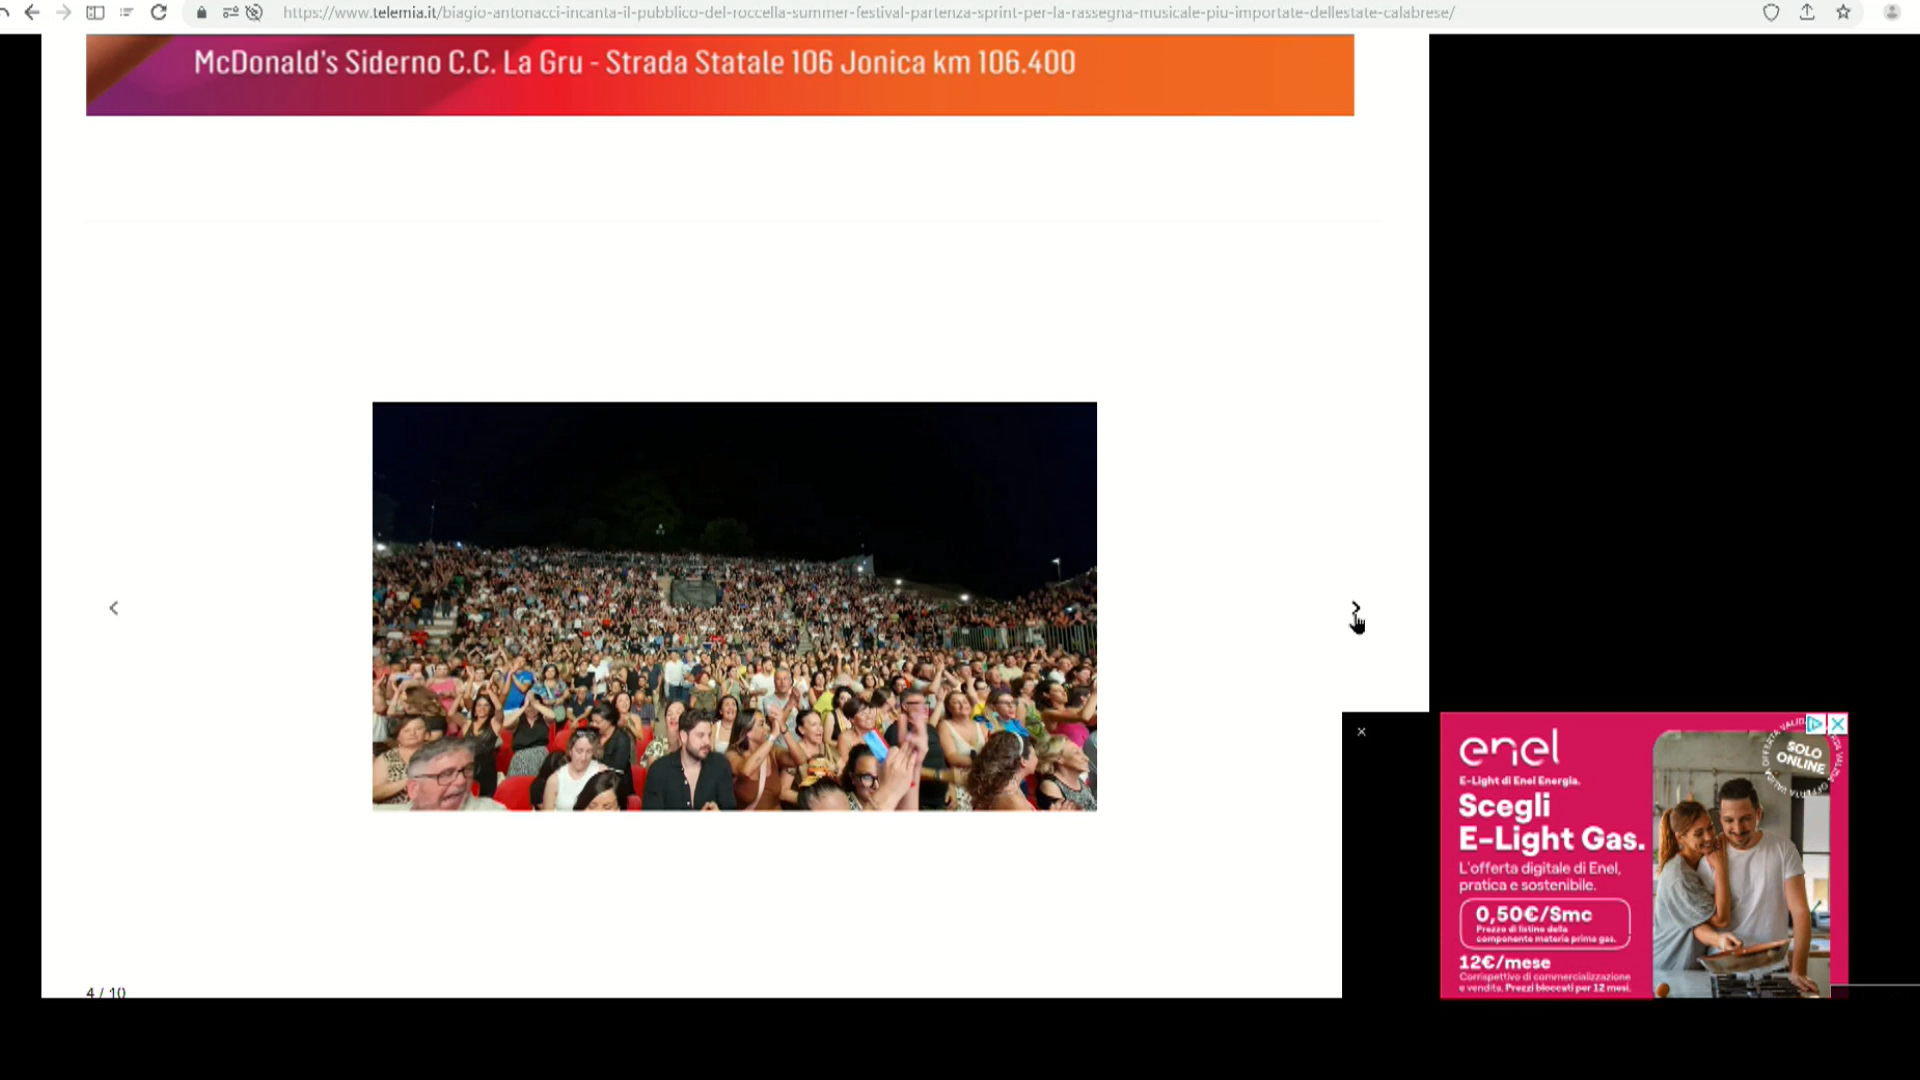 https://www.telemia.it/biagio-antonacci-incanta-il-pubblico-del-roccella-summer-festival-partenza-sprint-per-la-rassegna-musicale-piu-importate-dellestate-calabrese/
McDonald's Siderno C.C. La Gru - Strada Statale 106 Jonica km 106.400
enel
E-Light di Enel Energia.
Scegli
E-Light Gas.
L'offerta digitale di Enel,
pratica e sostenibile.
0,50€/Smc
Prezzo di listino della
componente materia prima gas.
12€/mese
Corrispettivo di commercializzazione
e vendita. Prezzi bloccati per 12 mesi.
SOLO
ONLINE
OFFERTA VALIDA
4 / 10